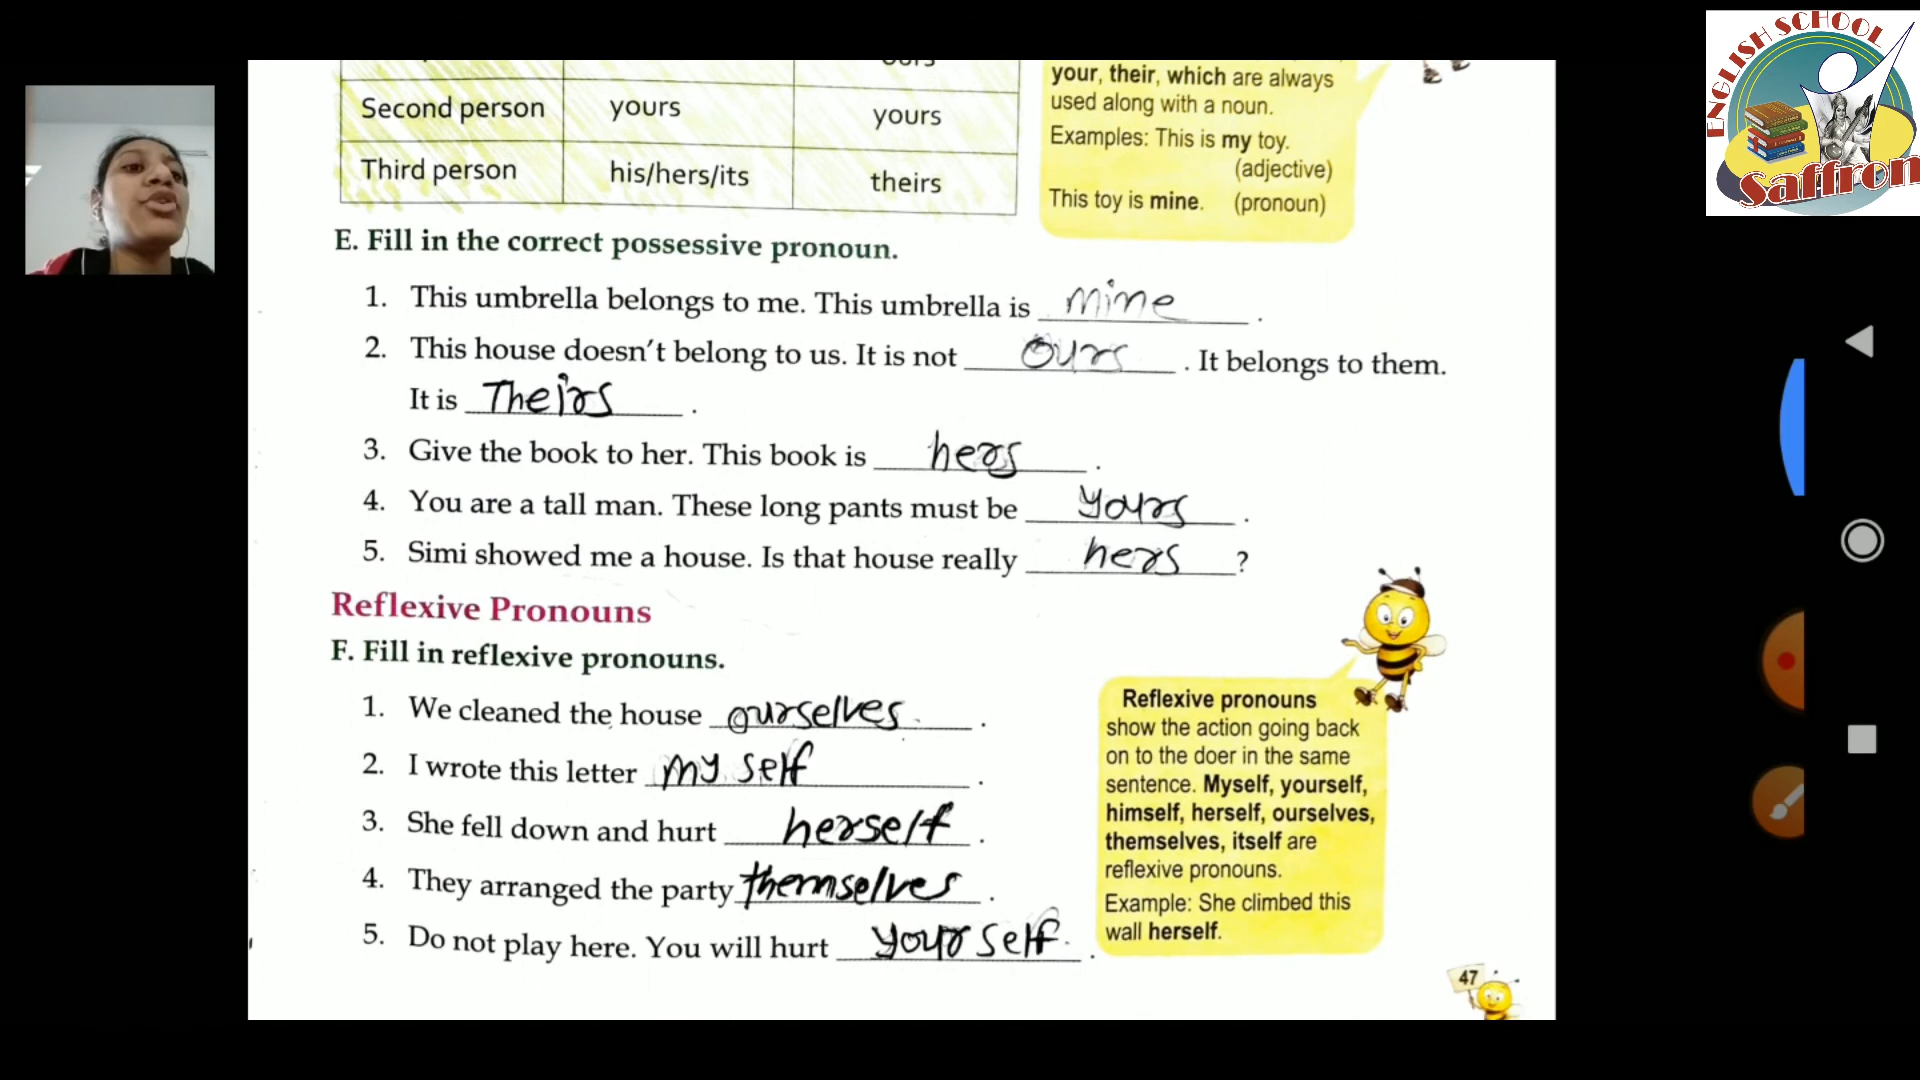 ENGLISH SCHOOL
Saffron
ours
Second person yours yours
Third person his/hers/its theirs
your, their, which are always
used along with a noun.
Examples: This is my toy.
(adjective)
This toy is mine. (pronoun)
E. Fill in the correct possessive pronoun.
1. This umbrella belongs to me. This umbrella is mine.
2. This house doesn't belong to us. It is not ours. It belongs to them.
It is Theirs.
3. Give the book to her. This book is hers.
4. You are a tall man. These long pants must be yours.
5. Simi showed me a house. Is that house really hers?
Reflexive Pronouns
F. Fill in reflexive pronouns.
1. We cleaned the house ourselves.
2. I wrote this letter my self.
3. She fell down and hurt herself.
4. They arranged the party themselves.
5. Do not play here. You will hurt your self.
Reflexive pronouns
show the action going back
on to the doer in the same
sentence. Myself, yourself,
himself, herself, ourselves,
themselves, itself are
reflexive pronouns.
Example: She climbed this
wall herself.
47